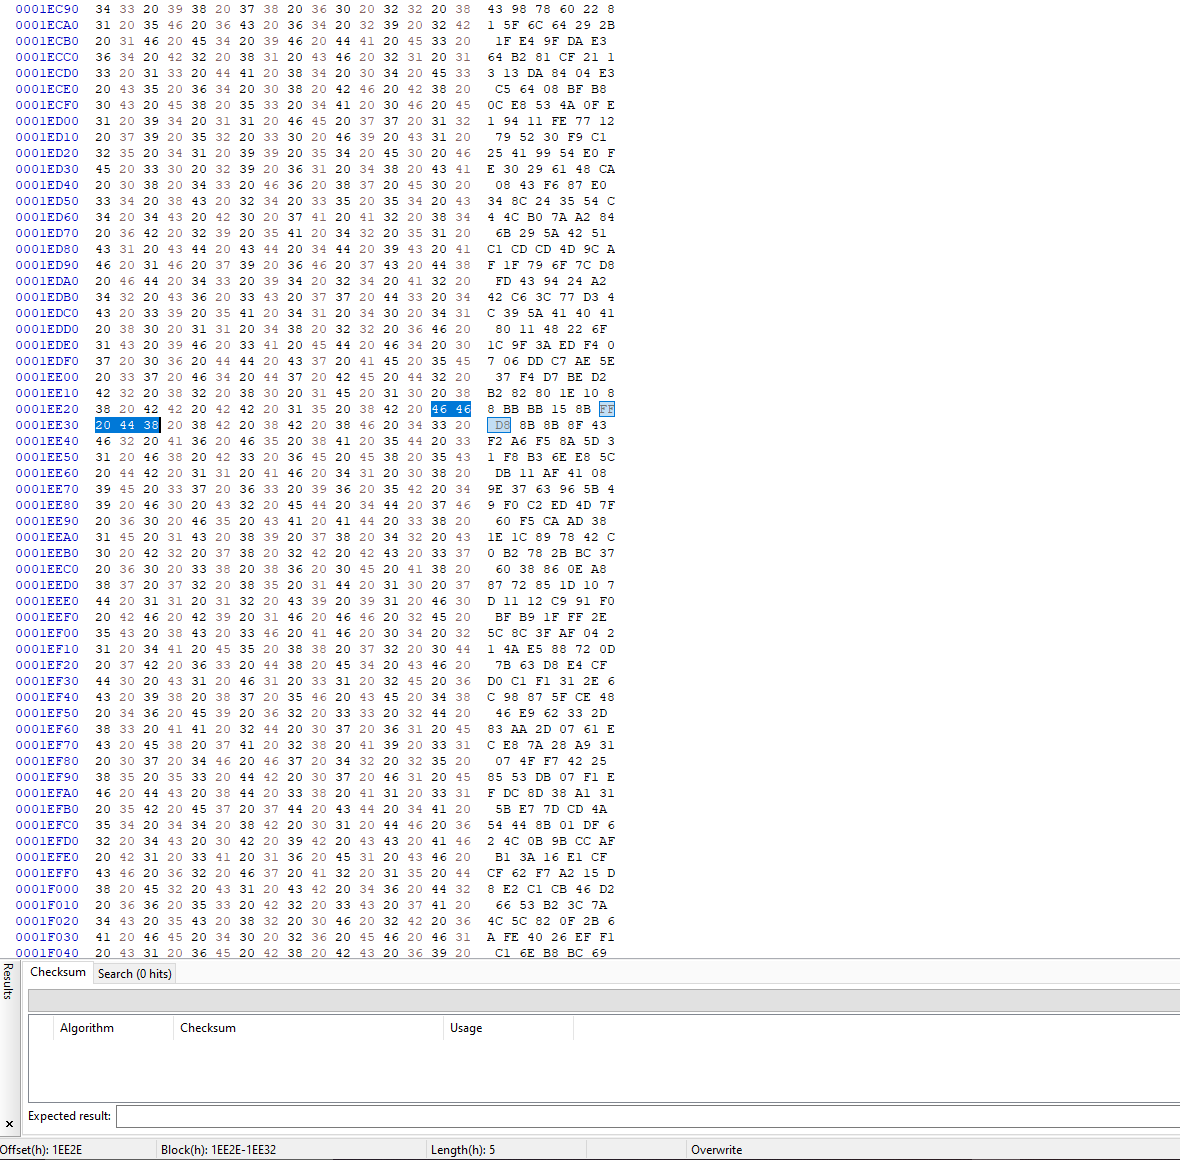 0001EC90 34 33 20 39 38 20 37 38 20 36 30 20 32 32 20 38 43 98 78 60 22 8
0001ECA0 31 20 35 46 20 36 43 20 36 34 20 32 39 20 32 42 1 5F 6C 64 29 2B
0001ECB0 20 31 46 20 45 34 20 39 46 20 44 41 20 45 33 20 1F E4 9F DA E3
0001ECC0 36 34 20 42 32 20 38 31 20 43 46 20 32 31 20 31 64 B2 81 CF 21 1
0001ECD0 33 20 31 33 20 44 41 20 38 34 20 30 34 20 45 33 3 13 DA 84 04 E3
0001ECE0 20 43 35 20 36 34 20 30 38 20 42 46 20 42 38 20 C5 64 08 BF B8
0001ECF0 30 43 20 45 38 20 35 33 20 34 41 20 30 46 20 45 0C E8 53 4A 0F E
0001ED00 31 20 39 34 20 31 31 20 46 45 20 37 37 20 31 32 1 94 11 FE 77 12
0001ED10 20 37 39 20 35 32 20 33 30 20 46 39 20 43 31 20 79 52 30 F9 C1
0001ED20 32 35 20 34 31 20 39 39 20 35 34 20 45 30 20 46 25 41 99 54 E0 F
0001ED30 45 20 33 30 20 32 39 20 36 31 20 34 38 20 43 41 E 30 29 61 48 CA
0001ED40 20 30 38 20 34 33 20 46 36 20 38 37 20 45 30 20 08 43 F6 87 E0
0001ED50 33 34 20 38 43 20 32 34 20 33 35 20 35 34 20 43 34 8C 24 35 54 C
0001ED60 34 20 34 43 20 42 30 20 37 41 20 41 32 20 38 34 4 4C B0 7A A2 84
0001ED70 20 36 42 20 32 39 20 35 41 20 34 32 20 35 31 20 6B 29 5A 42 51
0001ED80 43 31 20 43 44 20 43 44 20 34 44 20 39 43 20 41 C1 CD CD 4D 9C A
0001ED90 46 20 31 46 20 37 39 20 36 46 20 37 43 20 44 38 F 1F 79 6F 7C D8
0001EDA0 20 46 44 20 34 33 20 39 34 20 32 34 20 41 32 20 FD 43 94 24 A2
0001EDB0 34 32 20 43 36 20 33 43 20 37 37 20 44 33 20 34 42 C6 3C 77 D3 4
0001EDC0 43 20 33 39 20 35 41 20 34 31 20 34 30 20 34 31 C 39 5A 41 40 41
0001EDD0 20 38 30 20 31 31 20 34 38 20 32 32 20 36 46 20 80 11 48 22 6F
0001EDE0 31 43 20 39 46 20 33 41 20 45 44 20 46 34 20 30 1C 9F 3A ED F4 0
0001EDF0 37 20 30 36 20 44 44 20 43 37 20 41 45 20 35 45 7 06 DD C7 AE 5E
0001EE00 20 33 37 20 46 34 20 44 37 20 42 45 20 44 32 20 37 F4 D7 BE D2
0001EE10 42 32 20 38 32 20 38 30 20 31 45 20 31 30 20 38 B2 82 80 1E 10 8
0001EE20 38 20 42 42 20 42 42 20 31 35 20 38 42 20 46 46 8 BB BB 15 8B FF
0001EE30 20 44 38 20 38 42 20 38 42 20 38 46 20 34 33 20 D8 8B 8B 8F 43
0001EE40 46 32 20 41 36 20 46 35 20 38 41 20 35 44 20 33 F2 A6 F5 8A 5D 3
0001EE50 31 20 46 38 20 42 33 20 36 45 20 45 38 20 35 43 1 F8 B3 6E E8 5C
0001EE60 20 44 42 20 31 31 20 41 46 20 34 31 20 30 38 20 DB 11 AF 41 08
0001EE70 39 45 20 33 37 20 36 33 20 39 36 20 35 42 20 34 9E 37 63 96 5B 4
0001EE80 39 20 46 30 20 43 32 20 45 44 20 34 44 20 37 46 9 F0 C2 ED 4D 7F
0001EE90 20 36 30 20 46 35 20 43 41 20 41 44 20 33 38 20 60 F5 CA AD 38
0001EEA0 31 45 20 31 43 20 38 39 20 37 38 20 34 32 20 43 1E 1C 89 78 42 C
0001EEB0 30 20 42 32 20 37 38 20 32 42 20 42 43 20 33 37 0 B2 78 2B BC 37
0001EEC0 20 36 30 20 33 38 20 38 36 20 30 45 20 41 38 20 60 38 86 0E A8
0001EED0 38 37 20 37 32 20 38 35 20 31 44 20 31 30 20 37 87 72 85 1D 10 7
0001EEE0 44 20 31 31 20 31 32 20 43 39 20 39 31 20 46 30 D 11 12 C9 91 F0
0001EEF0 20 42 46 20 42 39 20 31 46 20 46 46 20 32 45 20 BF B9 1F FF 2E
0001EF00 35 43 20 38 43 20 33 46 20 41 46 20 30 34 20 32 5C 8C 3F AF 04 2
0001EF10 31 20 34 41 20 45 35 20 38 38 20 37 32 20 30 44 1 4A E5 88 72 0D
0001EF20 20 37 42 20 36 33 20 44 38 20 45 34 20 43 46 20 7B 63 D8 E4 CF
0001EF30 44 30 20 43 31 20 46 31 20 33 31 20 32 45 20 36 D0 C1 F1 31 2E 6
0001EF40 43 20 39 38 20 38 37 20 35 46 20 43 45 20 34 38 C 98 87 5F CE 48
0001EF50 20 34 36 20 45 39 20 36 32 20 33 33 20 32 44 20 46 E9 62 33 2D
0001EF60 38 33 20 41 41 20 32 44 20 30 37 20 36 31 20 45 83 AA 2D 07 61 E
0001EF70 43 20 45 38 20 37 41 20 32 38 20 41 39 20 33 31 C E8 7A 28 A9 31
0001EF80 20 30 37 20 34 46 20 46 37 20 34 32 20 32 35 20 07 4F F7 42 25
0001EF90 38 35 20 35 33 20 44 42 20 30 37 20 46 31 20 45 85 53 DB 07 F1 E
0001EFA0 46 20 44 43 20 38 44 20 33 38 20 41 31 20 33 31 F DC 8D 38 A1 31
0001EFB0 20 35 42 20 45 37 20 37 44 20 43 44 20 34 41 20 5B E7 7D CD 4A
0001EFC0 35 34 20 34 34 20 38 42 20 30 31 20 44 46 20 36 54 44 8B 01 DF 6
0001EFD0 32 20 34 43 20 30 42 20 39 42 20 43 43 20 41 46 2 4C 0B 9B CC AF
0001EFE0 20 42 31 20 33 41 20 31 36 20 45 31 20 43 46 20 B1 3A 16 E1 CF
0001EFF0 43 46 20 36 32 20 46 37 20 41 32 20 31 35 20 44 CF 62 F7 A2 15 D
0001F000 38 20 45 32 20 43 31 20 43 42 20 34 36 20 44 32 8 E2 C1 CB 46 D2
0001F010 20 36 36 20 35 33 20 42 32 20 33 43 20 37 41 20 66 53 B2 3C 7A
0001F020 34 43 20 35 43 20 38 32 20 30 46 20 32 42 20 36 4C 5C 82 0F 2B 6
0001F030 41 20 46 45 20 34 30 20 32 36 20 45 46 20 46 31 A FE 40 26 EF F1
0001F040 20 43 31 20 36 45 20 42 38 20 42 43 20 36 39 20 C1 6E B8 BC 69
Results
Checksum Search (0 hits)
Algorithm Checksum Usage
Expected result:
Offset(h): 1EE2E Block(h): 1EE2E-1EE32 Length(h): 5 Overwrite